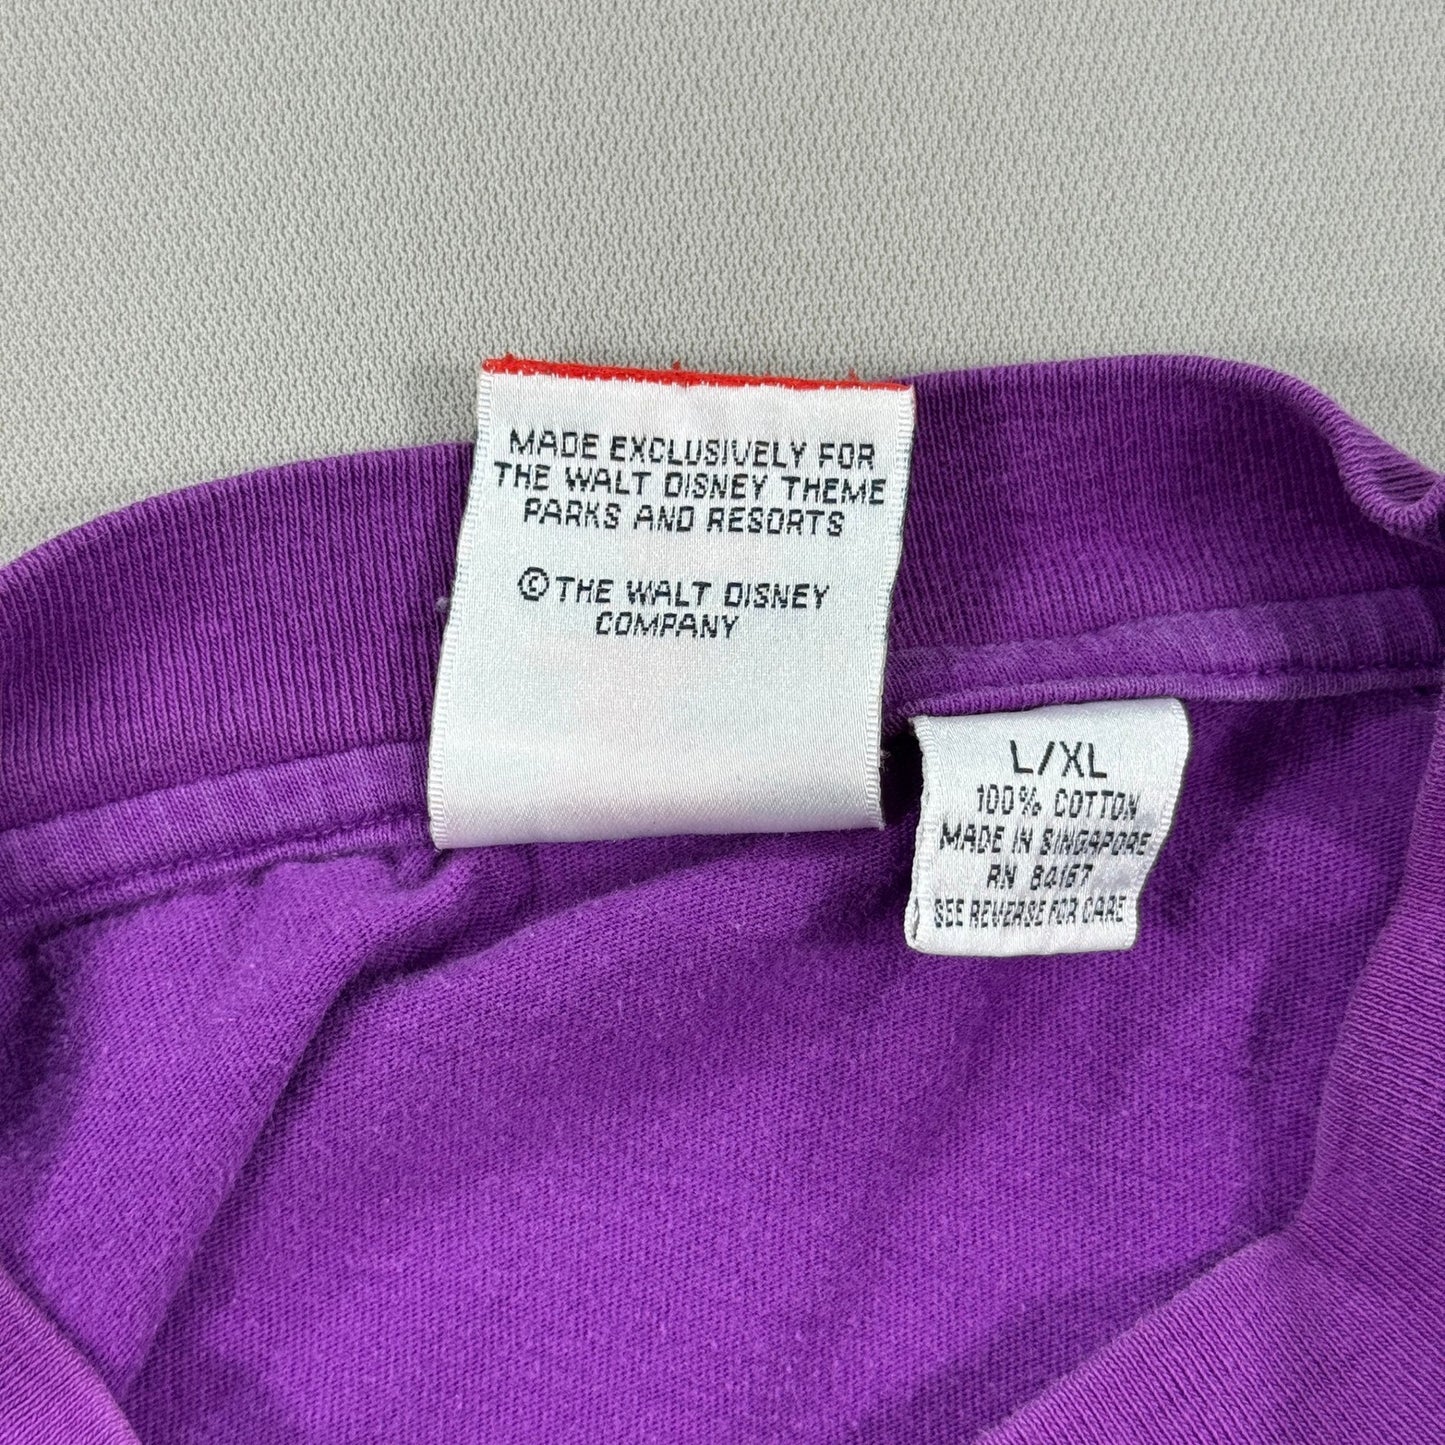 MADE EXCLUSIVELY FOR
THE WALT DISNEY THEME
PARKS AND RESORTS
© THE WALT DISNEY
COMPANY
L/XL
100% COTTON
MADE IN SINGAPORE
RN 84167
SEE REVERSE FOR CARE